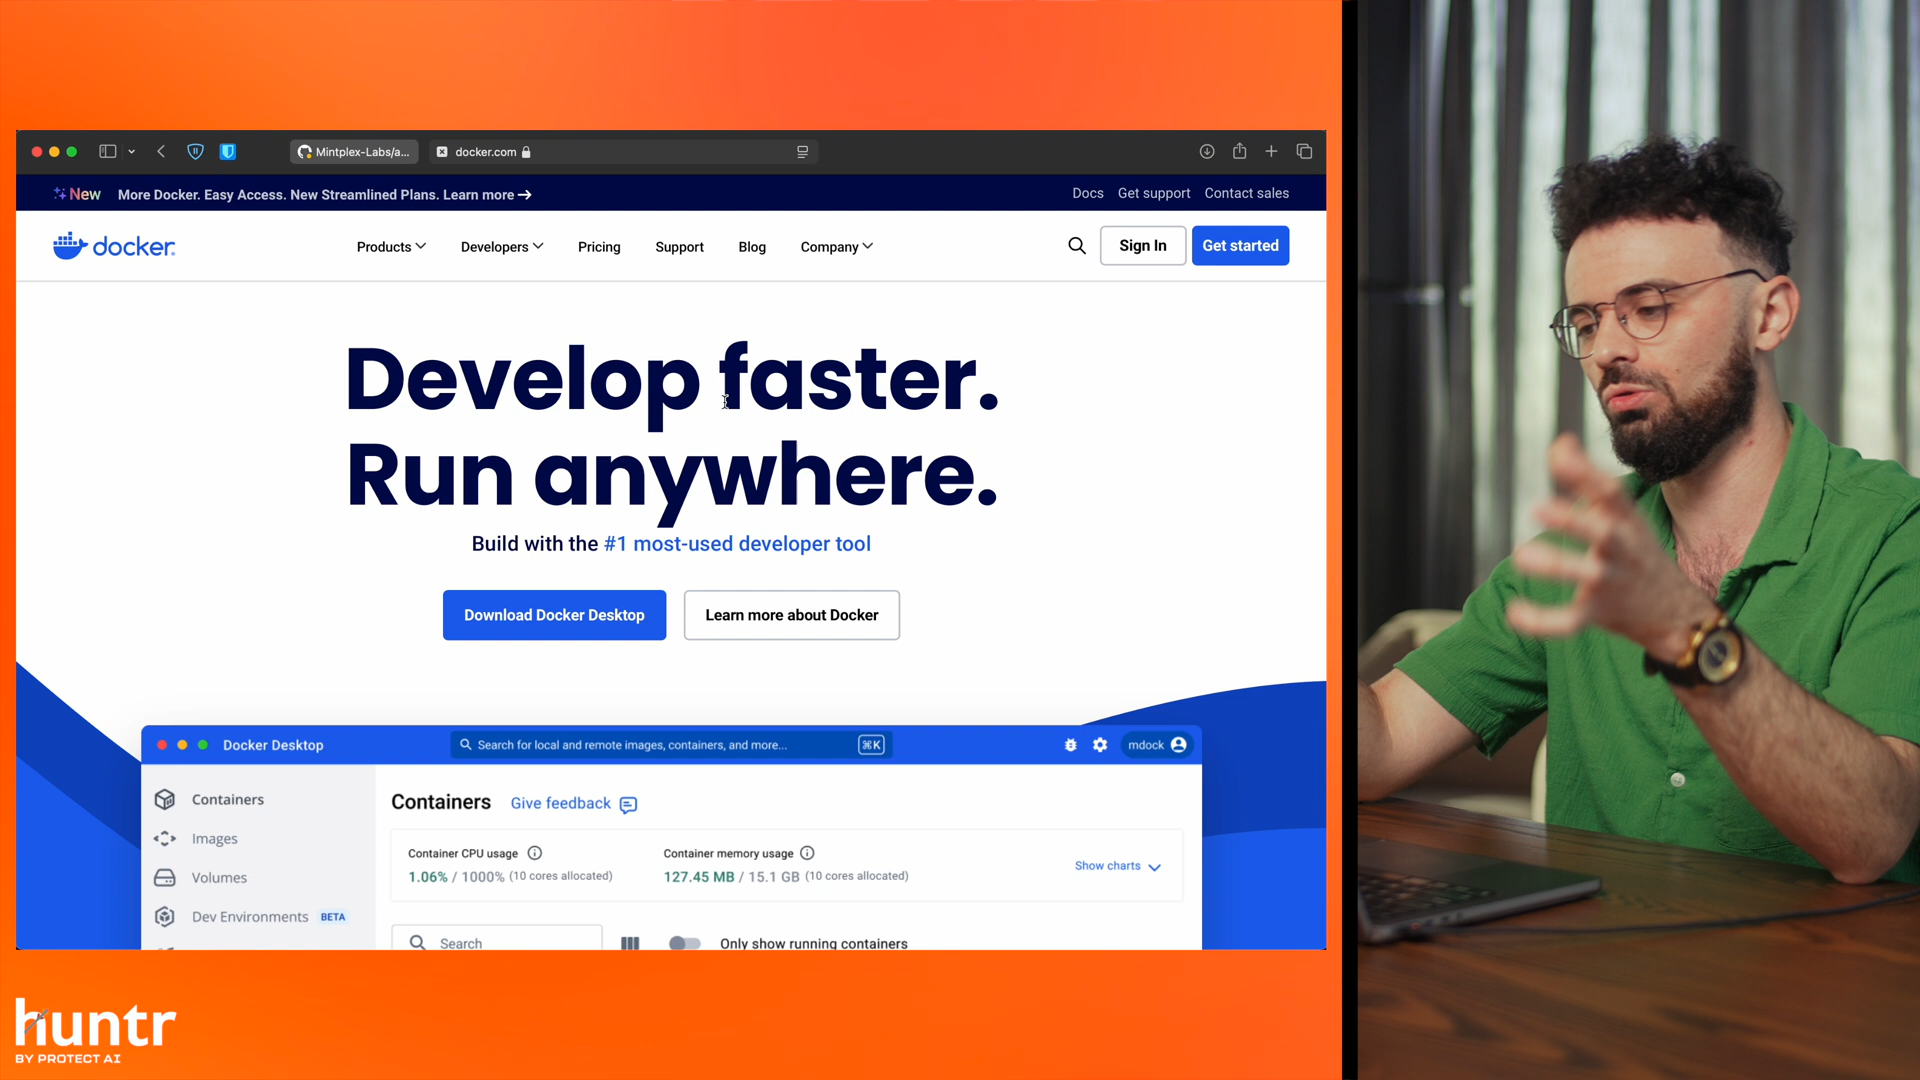 Mintplex-Labs/a...
docker.com
New More Docker. Easy Access. New Streamlined Plans. Learn more →
Docs Get support Contact sales
docker
Products Developers Pricing Support Blog Company
Sign In Get started
Develop faster.
Run anywhere.
Build with the #1 most-used developer tool
Download Docker Desktop Learn more about Docker
Docker Desktop
Search for local and remote images, containers, and more... ⌘K
mdock
Containers
Images
Volumes
Dev Environments BETA
Containers Give feedback
Container CPU usage
1.06% / 1000% (10 cores allocated)
Container memory usage
127.45 MB / 15.1 GB (10 cores allocated)
Show charts
Search
Only show running containers
huntr
BY PROTECT AI